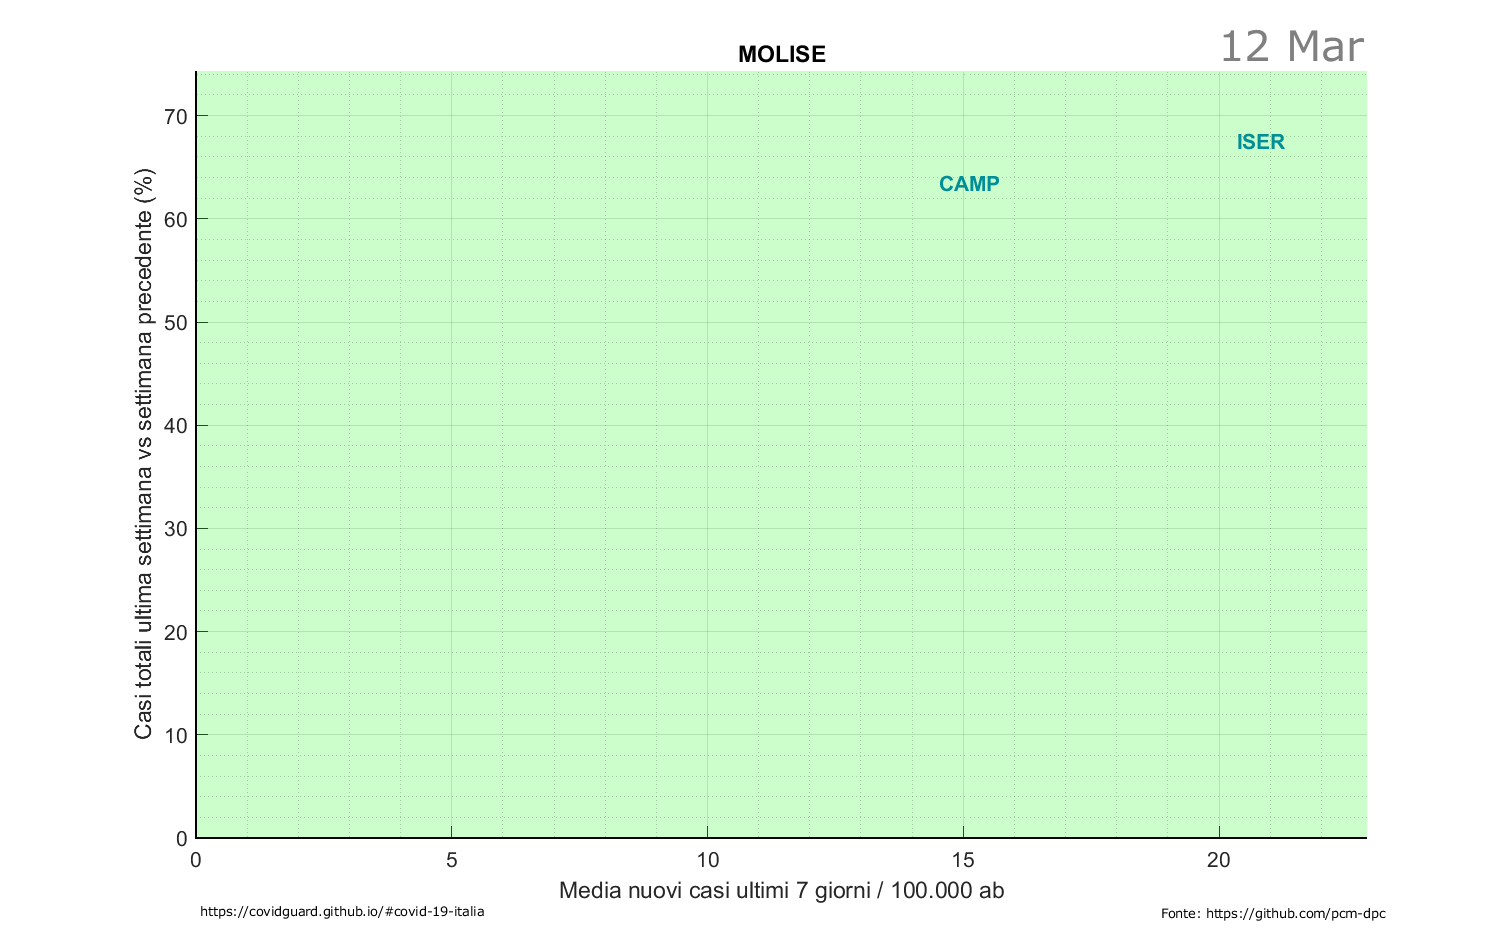 12 Mar
MOLISE
Casi totali ultima settimana vs settimana precedente (%)
70
60
50
40
30
20
10
0
ISER
CAMP
0 5 10 15 20
Media nuovi casi ultimi 7 giorni / 100.000 ab
https://covidguard.github.io/#covid-19-italia
Fonte: https://github.com/pcm-dpc